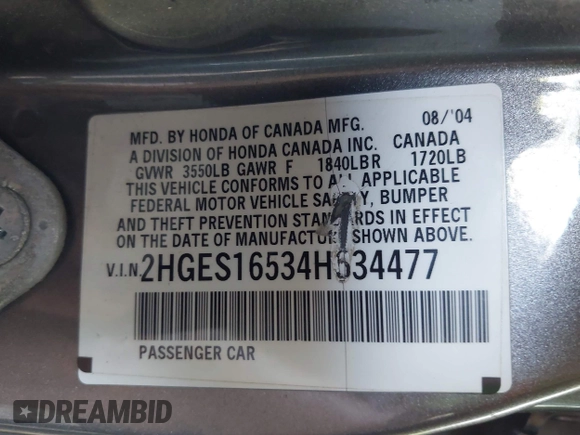 MFD. BY HONDA OF CANADA MFG. 08/'04
A DIVISION OF HONDA CANADA INC. CANADA
GVWR 3550LB GAWR F 1840LBR 1720LB
THIS VEHICLE CONFORMS TO ALL APPLICABLE
FEDERAL MOTOR VEHICLE BUMPER
AND THEFT PREVENTION IN EFFECT
ON THE DATE OF SHOWN ABOVE.
V.I.N. 2HGES16534H534477
PASSENGER CAR
DREAMBID